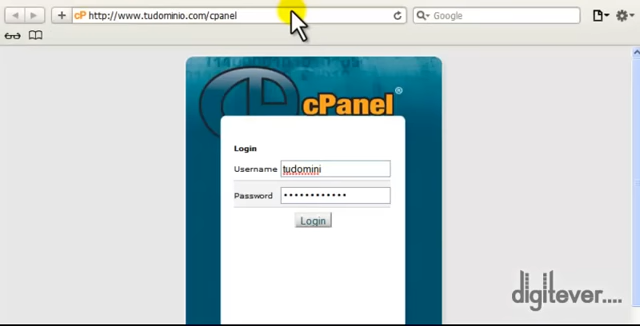 http://www.tudominio.com/cpanel
Google
cPanel®
Login
Username tudomini
Password ••••••••••••
Login
digitever....